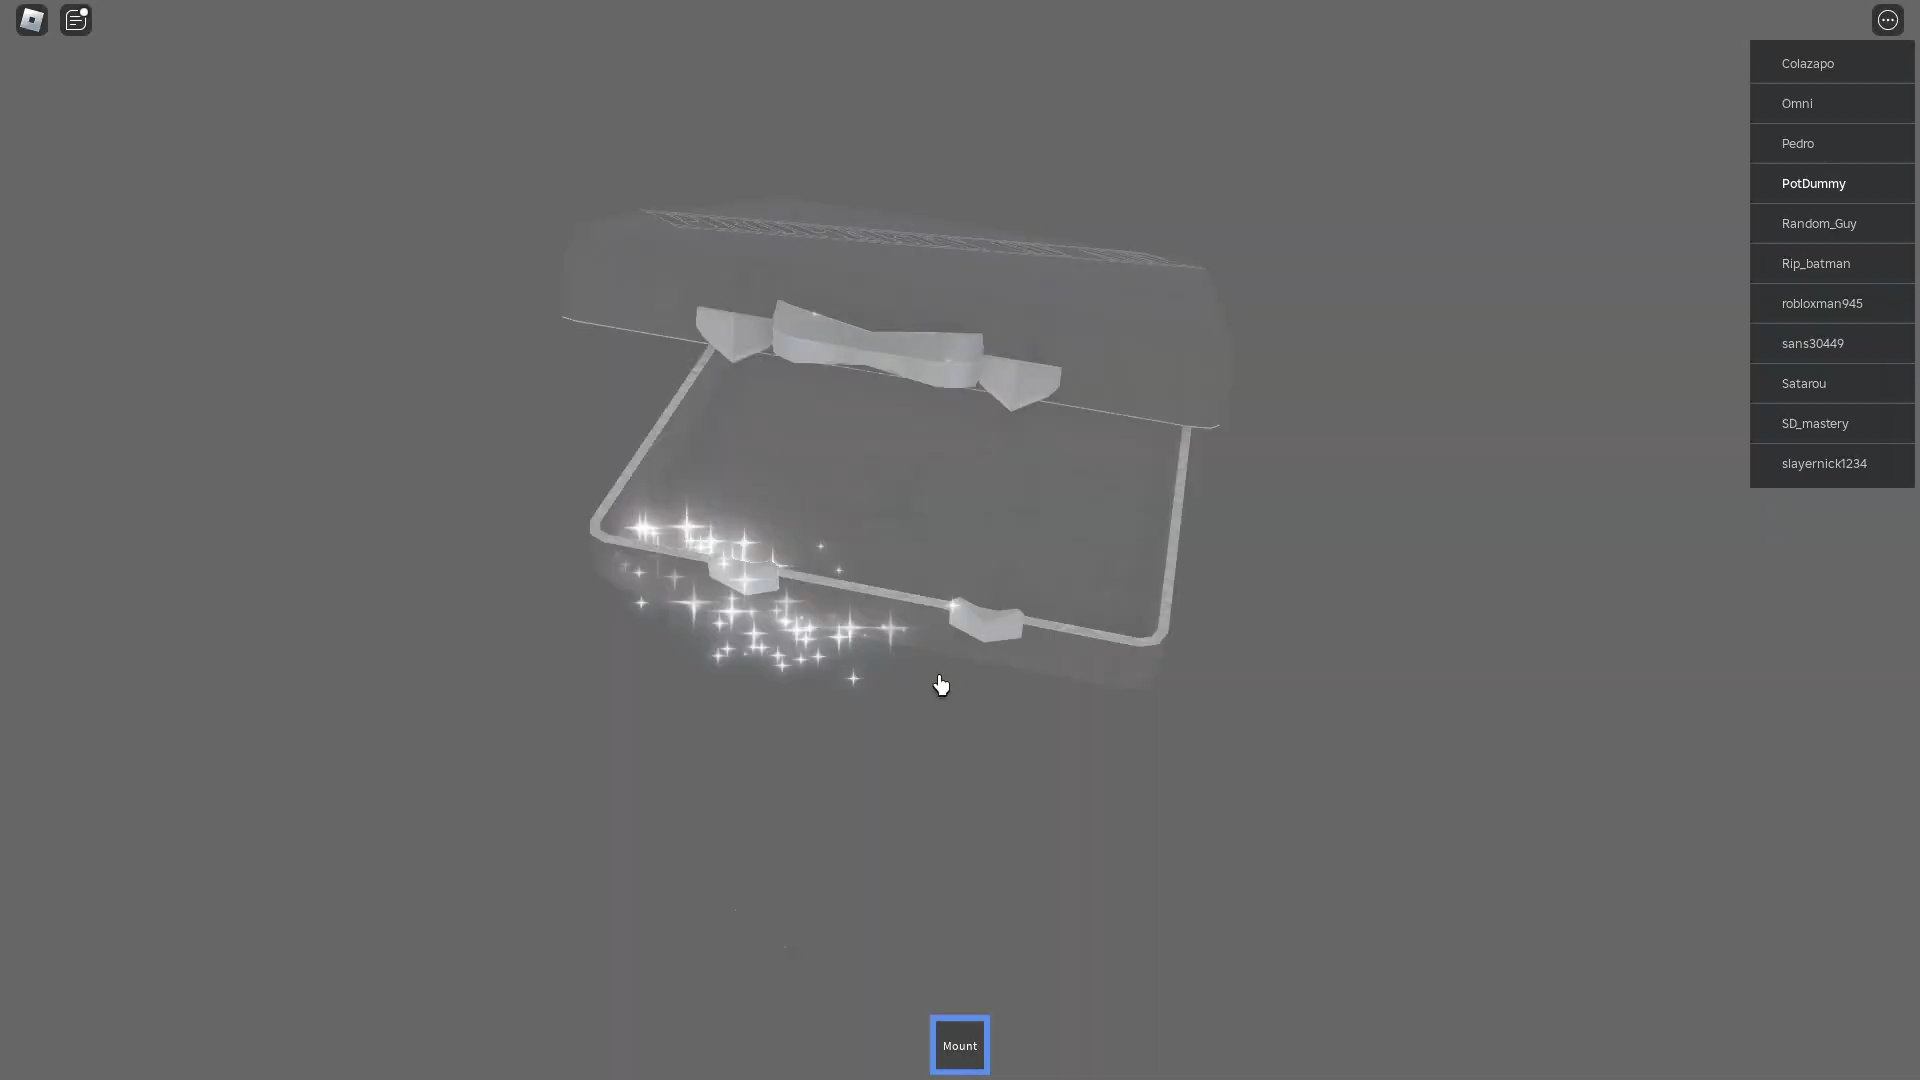 Colazapo
Omni
Pedro
PotDummy
Random_Guy
Rip_batman
robloxman945
sans30449
Satarou
SD_mastery
slayernick1234
Mount